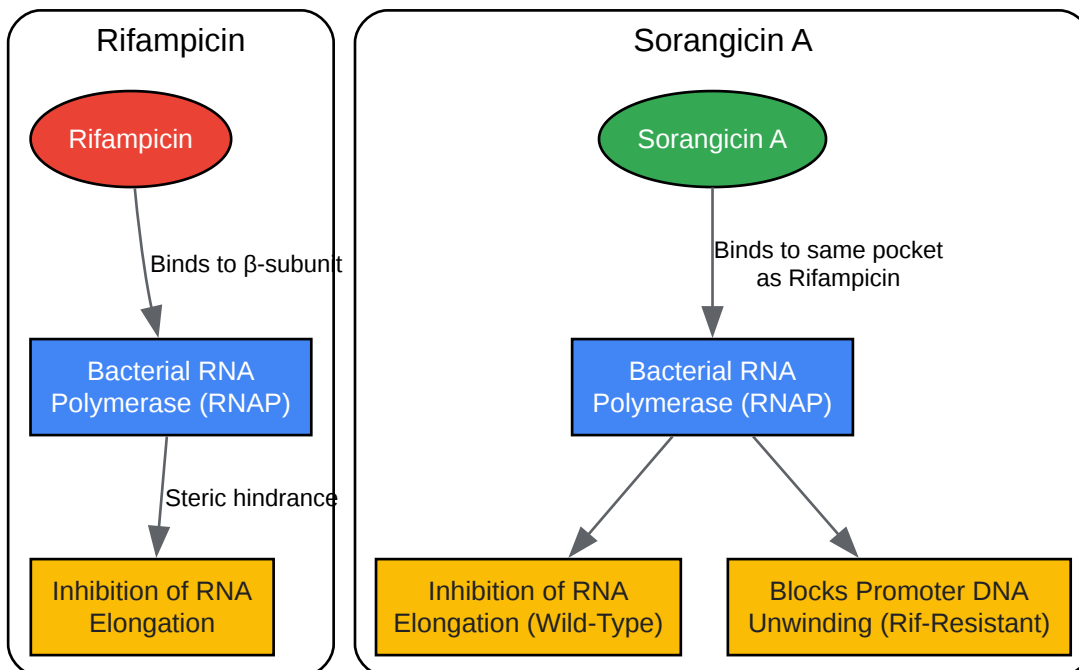 Rifampicin
Rifampicin
Binds to β-subunit
Bacterial RNA
Polymerase (RNAP)
Steric hindrance
Inhibition of RNA
Elongation
Sorangicin A
Sorangicin A
Binds to same pocket
as Rifampicin
Bacterial RNA
Polymerase (RNAP)
Inhibition of RNA
Elongation (Wild-Type)
Blocks Promoter DNA
Unwinding (Rif-Resistant)